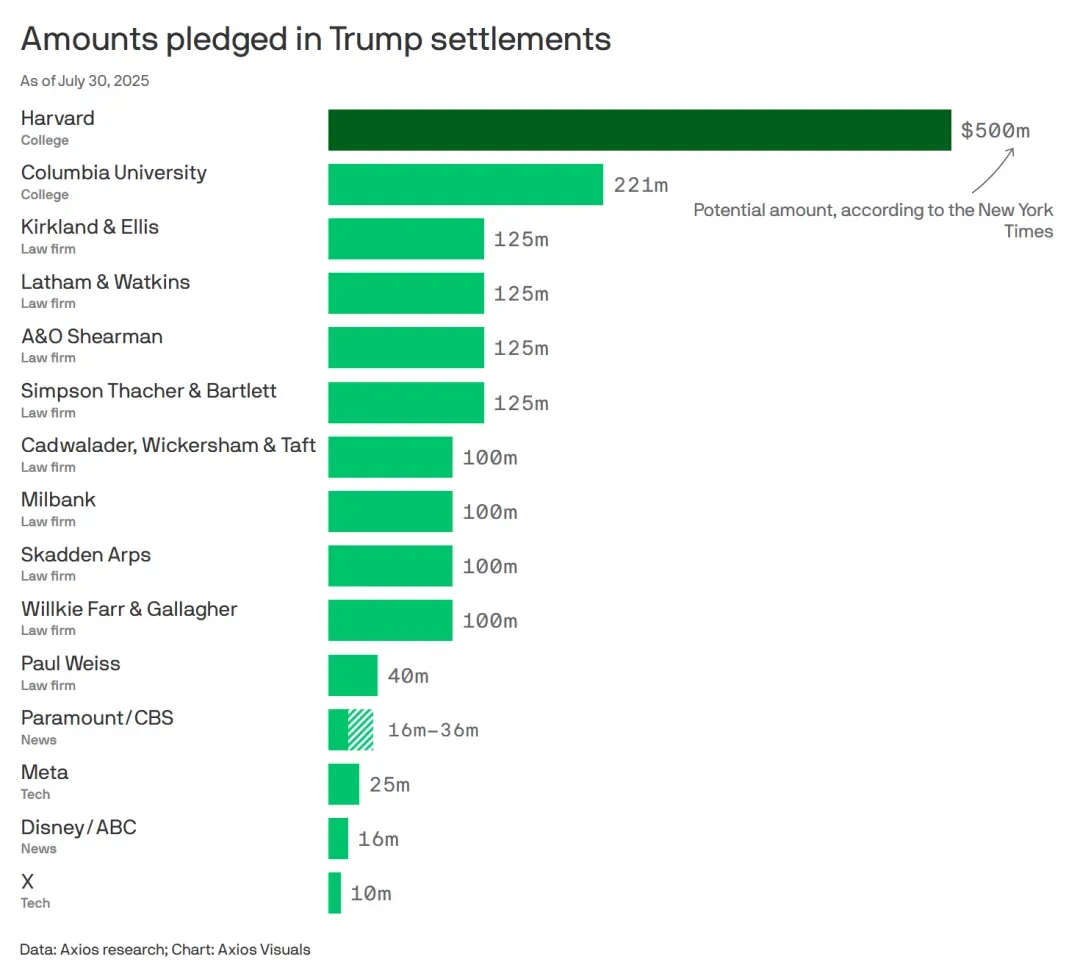 Amounts pledged in Trump settlements
As of July 30, 2025
Harvard
College
$500m
Columbia University
College
221m
Potential amount, according to the New York
Times
Kirkland & Ellis
Law firm
125m
Latham & Watkins
Law firm
125m
A&O Shearman
Law firm
125m
Simpson Thacher & Bartlett
Law firm
125m
Cadwalader, Wickersham & Taft
Law firm
100m
Milbank
Law firm
100m
Skadden Arps
Law firm
100m
Willkie Farr & Gallagher
Law firm
100m
Paul Weiss
Law firm
40m
Paramount/CBS
News
16m–36m
Meta
Tech
25m
Disney/ABC
News
16m
X
Tech
10m
Data: Axios research; Chart: Axios Visuals